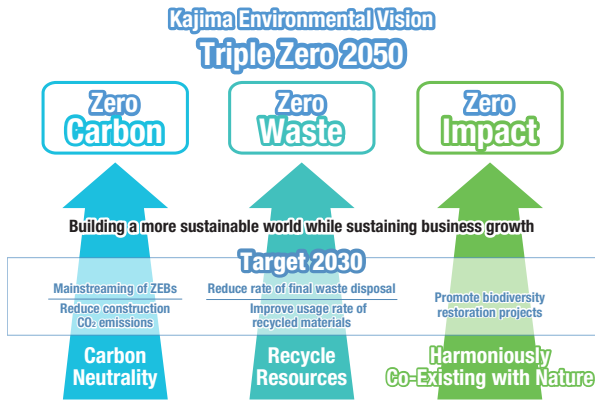 Kajima Environmental Vision
Triple Zero 2050
Zero
Carbon
Zero
Waste
Zero
Impact
Building a more sustainable world while sustaining business growth
Target 2030
Mainstreaming of ZEBs
Reduce construction
CO₂ emissions
Reduce rate of final waste disposal
Improve usage rate of
recycled materials
Promote biodiversity
restoration projects
Carbon
Neutrality
Recycle
Resources
Harmoniously
Co-Existing with Nature